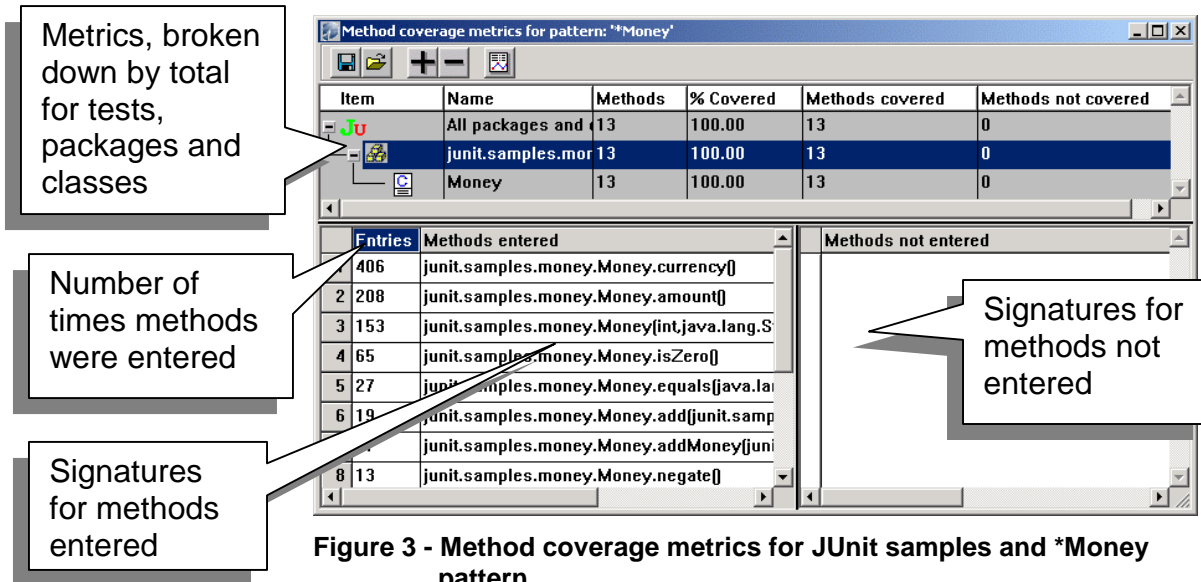 Metrics, broken
down by total
for tests,
packages and
classes
Number of
times methods
were entered
Signatures
for methods
entered
Method coverage metrics for pattern: '*Money'
Item Name Methods % Covered Methods covered Methods not covered
JU All packages and 13 100.00 13 0
junit.samples.mor 13 100.00 13 0
C Money 13 100.00 13 0
Entries Methods entered
406 junit.samples.money.Money.currency()
2 208 junit.samples.money.Money.amount()
3 153 junit.samples.money.Money(int,java.lang.S
4 65 junit.samples.money.Money.isZero()
5 27 junit.samples.money.Money.equals(java.la
6 19 junit.samples.money.Money.add(junit.samp
junit.samples.money.Money.addMoney(juni
8 13 junit.samples.money.Money.negate()
Methods not entered
Signatures for
methods not
entered
Figure 3 - Method coverage metrics for JUnit samples and *Money
pattern